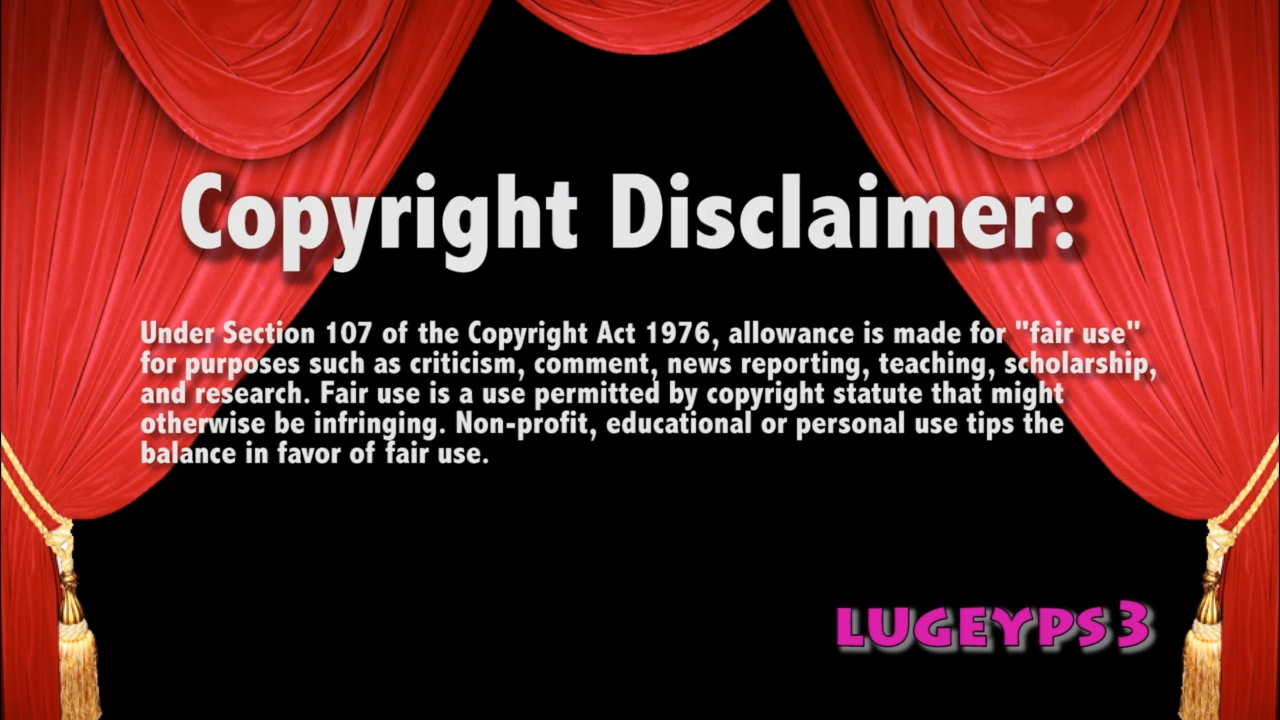 Copyright Disclaimer:
Under Section 107 of the Copyright Act 1976, allowance is made for "fair use"
for purposes such as criticism, comment, news reporting, teaching, scholarship,
and research. Fair use is a use permitted by copyright statute that might
otherwise be infringing. Non-profit, educational or personal use tips the
balance in favor of fair use.
LUGEYPS3